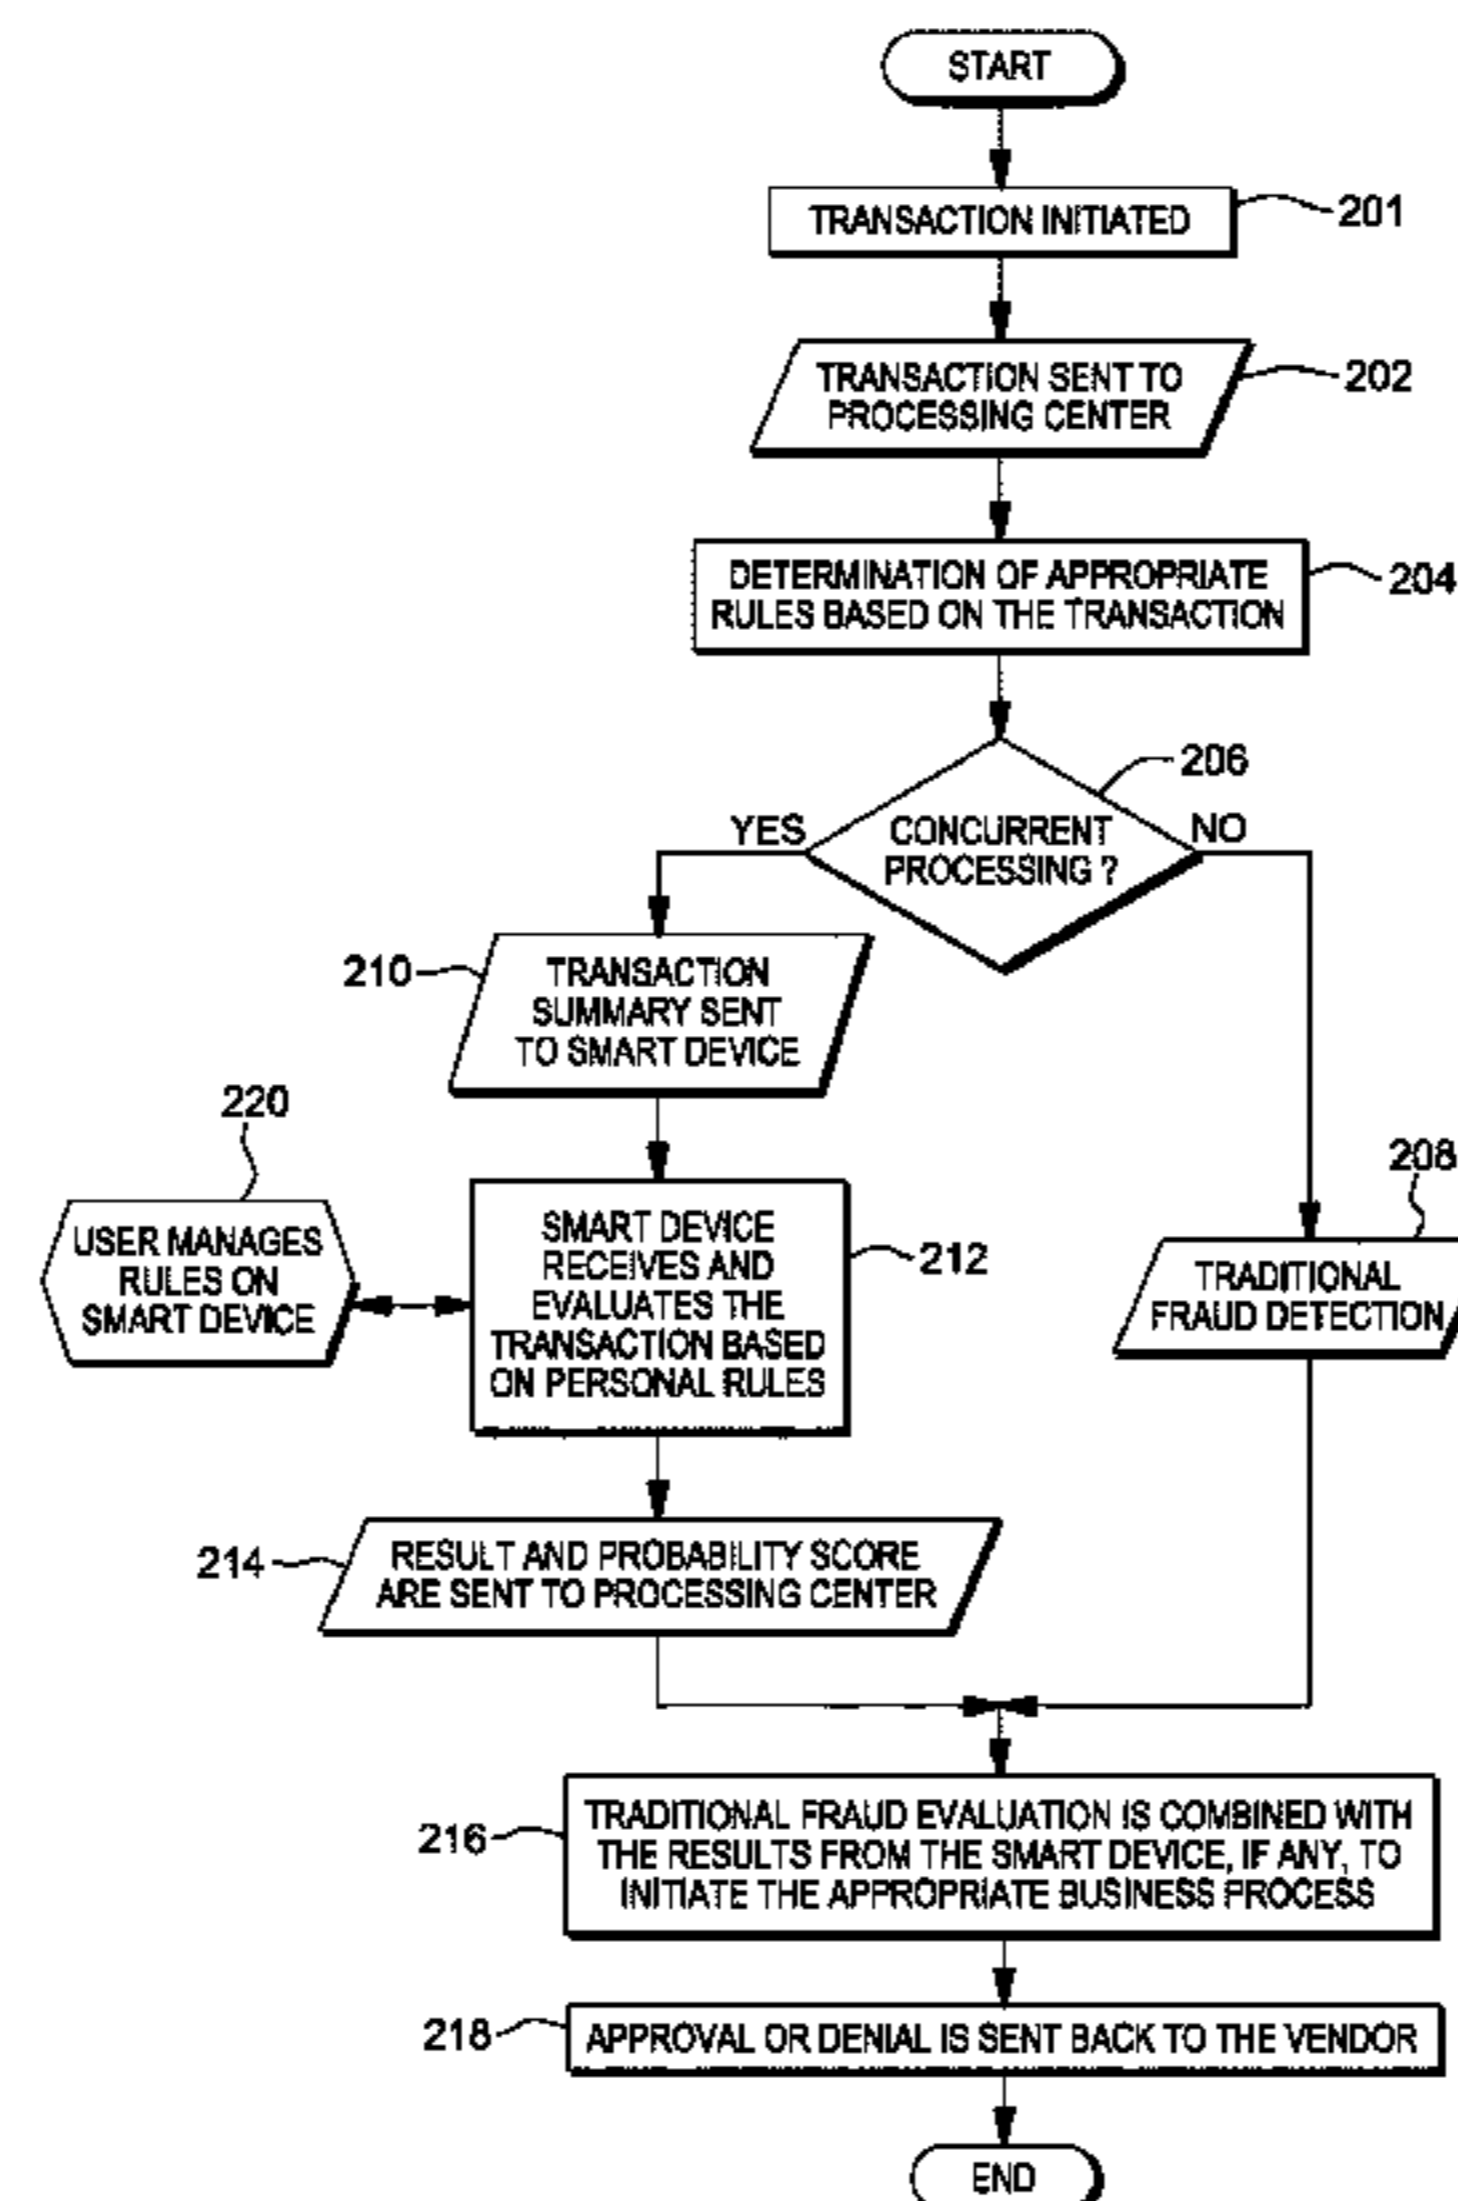 START
TRANSACTION INITIATED
201
TRANSACTION SENT TO
PROCESSING CENTER
202
DETERMINATION OF APPROPRIATE
RULES BASED ON THE TRANSACTION
204
206
YES
CONCURRENT
PROCESSING ?
NO
210
TRANSACTION
SUMMARY SENT
TO SMART DEVICE
220
USER MANAGES
RULES ON
SMART DEVICE
SMART DEVICE
RECEIVES AND
EVALUATES THE
TRANSACTION BASED
ON PERSONAL RULES
212
208
TRADITIONAL
FRAUD DETECTION
214
RESULT AND PROBABILITY SCORE
ARE SENT TO PROCESSING CENTER
216
TRADITIONAL FRAUD EVALUATION IS COMBINED WITH
THE RESULTS FROM THE SMART DEVICE, IF ANY, TO
INITIATE THE APPROPRIATE BUSINESS PROCESS
218
APPROVAL OR DENIAL IS SENT BACK TO THE VENDOR
END